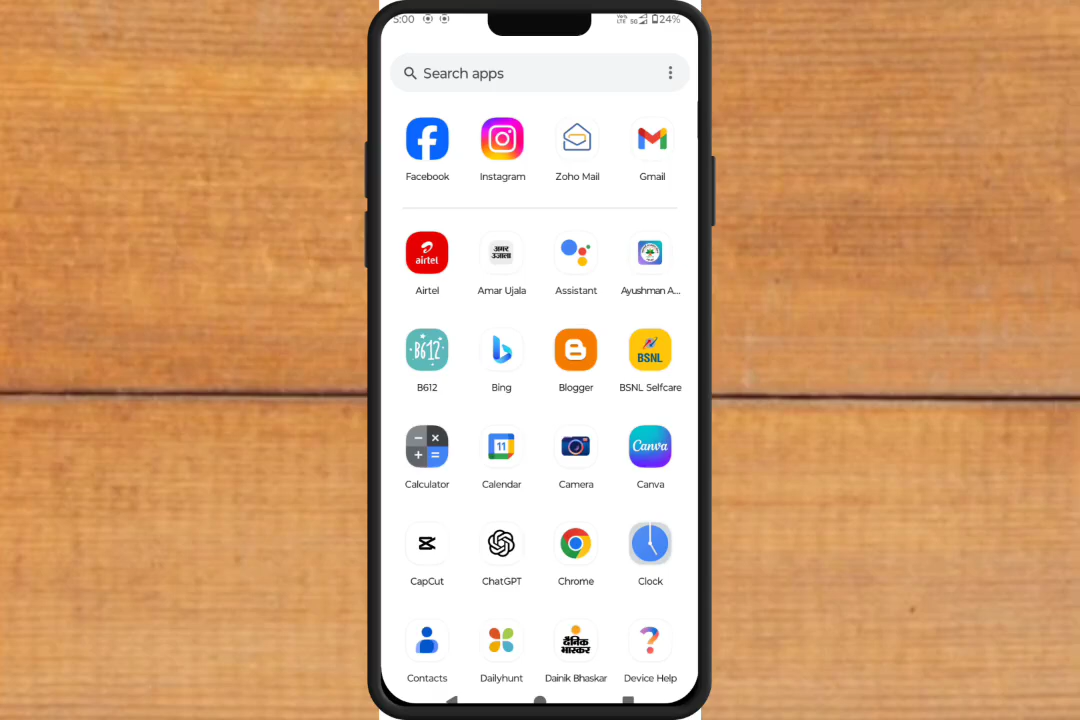 5:00 VoLTE 5G 24%
Search apps
Facebook Instagram Zoho Mail Gmail
airtel अमर उजाला
Airtel Amar Ujala Assistant Ayushman A...
B612 BSNL
B612 Bing Blogger BSNL Selfcare
11 Canva
Calculator Calendar Camera Canva
CapCut ChatGPT Chrome Clock
दैनिक भास्कर
Contacts Dailyhunt Dainik Bhaskar Device Help